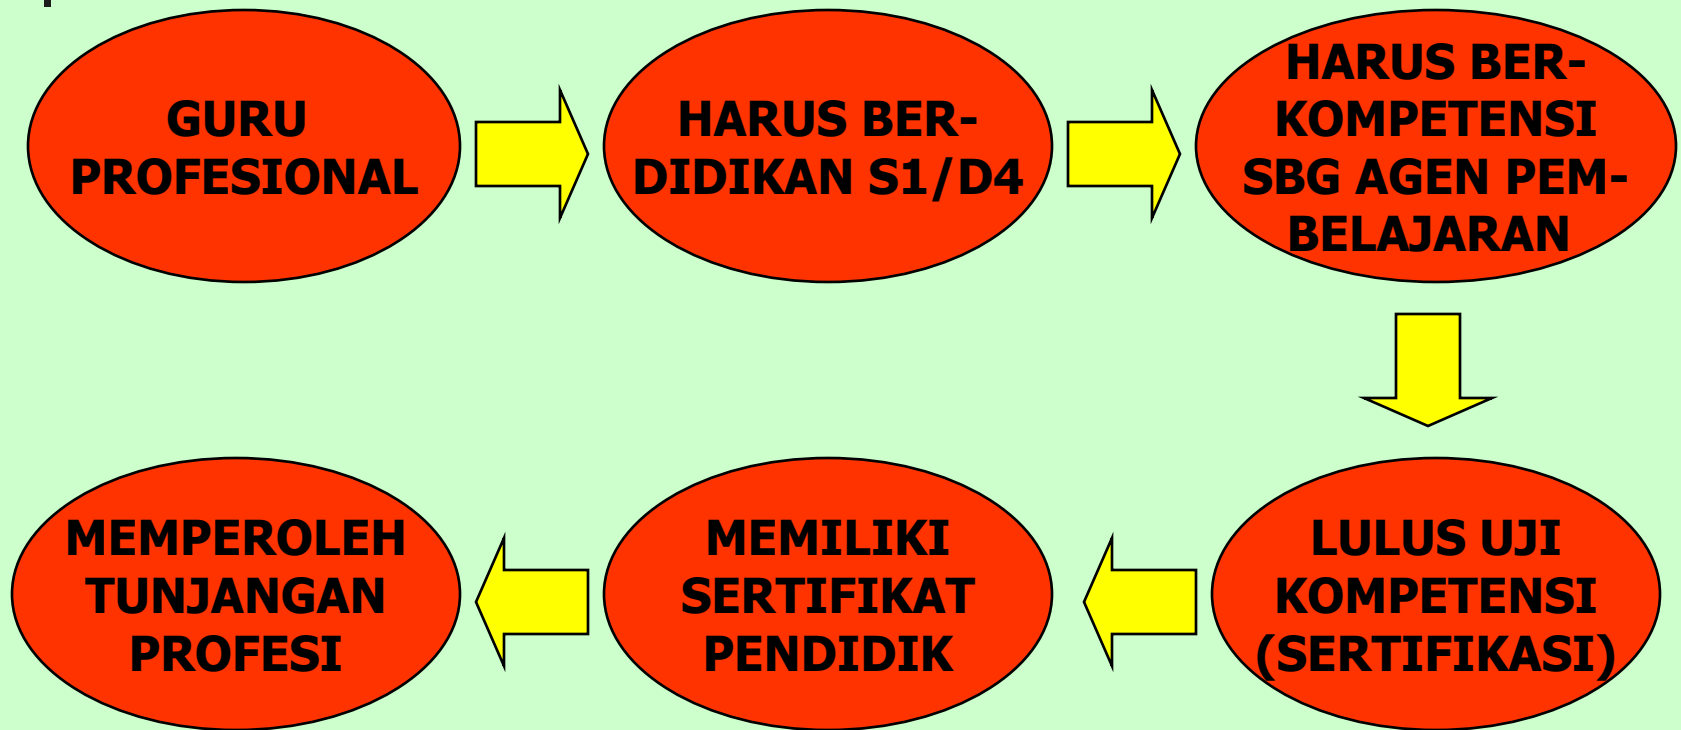 GURU
PROFESIONAL
HARUS BER-
DIDIKAN S1/D4
HARUS BER-
KOMPETENSI
SBG AGEN PEM-
BELAJARAN
LULUS UJI
KOMPETENSI
(SERTIFIKASI)
MEMILIKI
SERTIFIKAT
PENDIDIK
MEMPEROLEH
TUNJANGAN
PROFESI